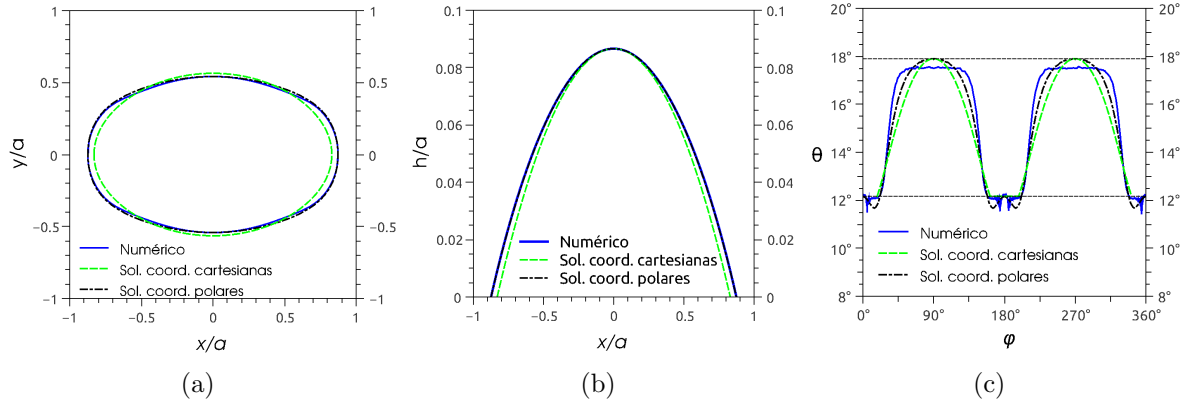 1
0.5
0
−0.5
−1
1
0.5
0
−0.5
−1
−1
−0.5
0
0.5
1
y/a
x/a
Numérico
Sol. coord. cartesianas
Sol. coord. polares
(a)
0.1
0.08
0.06
0.04
0.02
0
0.1
0.08
0.06
0.04
0.02
0
−1
−0.5
0
0.5
1
h/a
x/a
Numérico
Sol. coord. cartesianas
Sol. coord. polares
(b)
20°
18°
16°
14°
12°
10°
8°
20°
18°
16°
14°
12°
10°
8°
0°
90°
180°
270°
360°
θ
φ
Numérico
Sol. coord. cartesianas
Sol. coord. polares
(c)